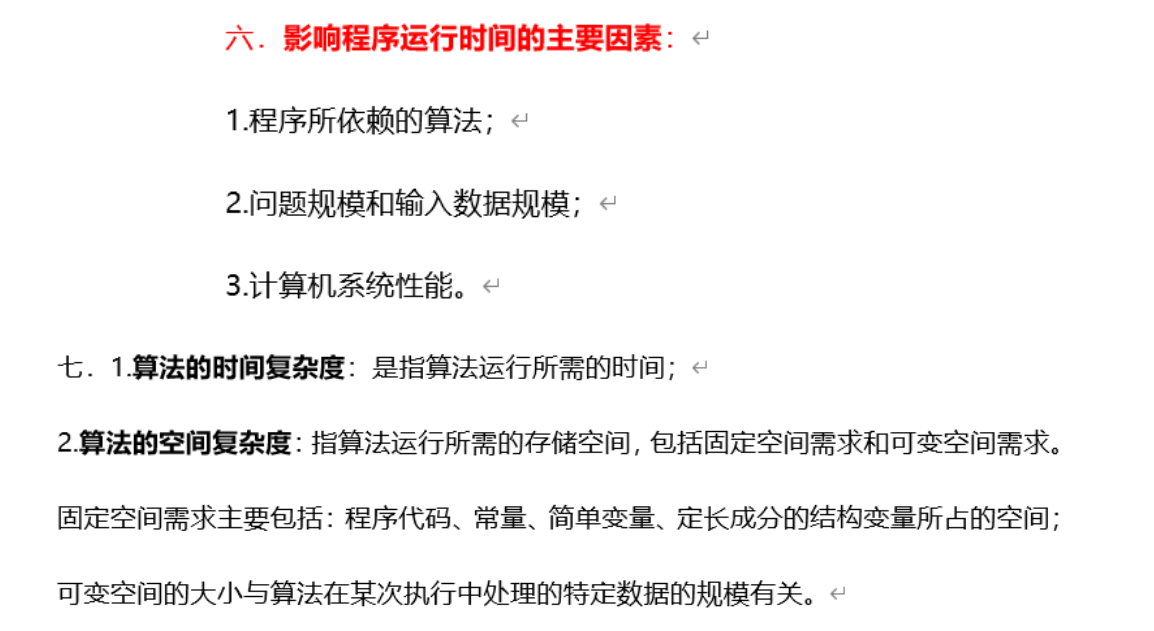 六．影响程序运行时间的主要因素：
1.程序所依赖的算法；
2.问题规模和输入数据规模；
3.计算机系统性能。
七．1.算法的时间复杂度：是指算法运行所需的时间；
2.算法的空间复杂度：指算法运行所需的存储空间，包括固定空间需求和可变空间需求。
固定空间需求主要包括：程序代码、常量、简单变量、定长成分的结构变量所占的空间；
可变空间的大小与算法在某次执行中处理的特定数据的规模有关。